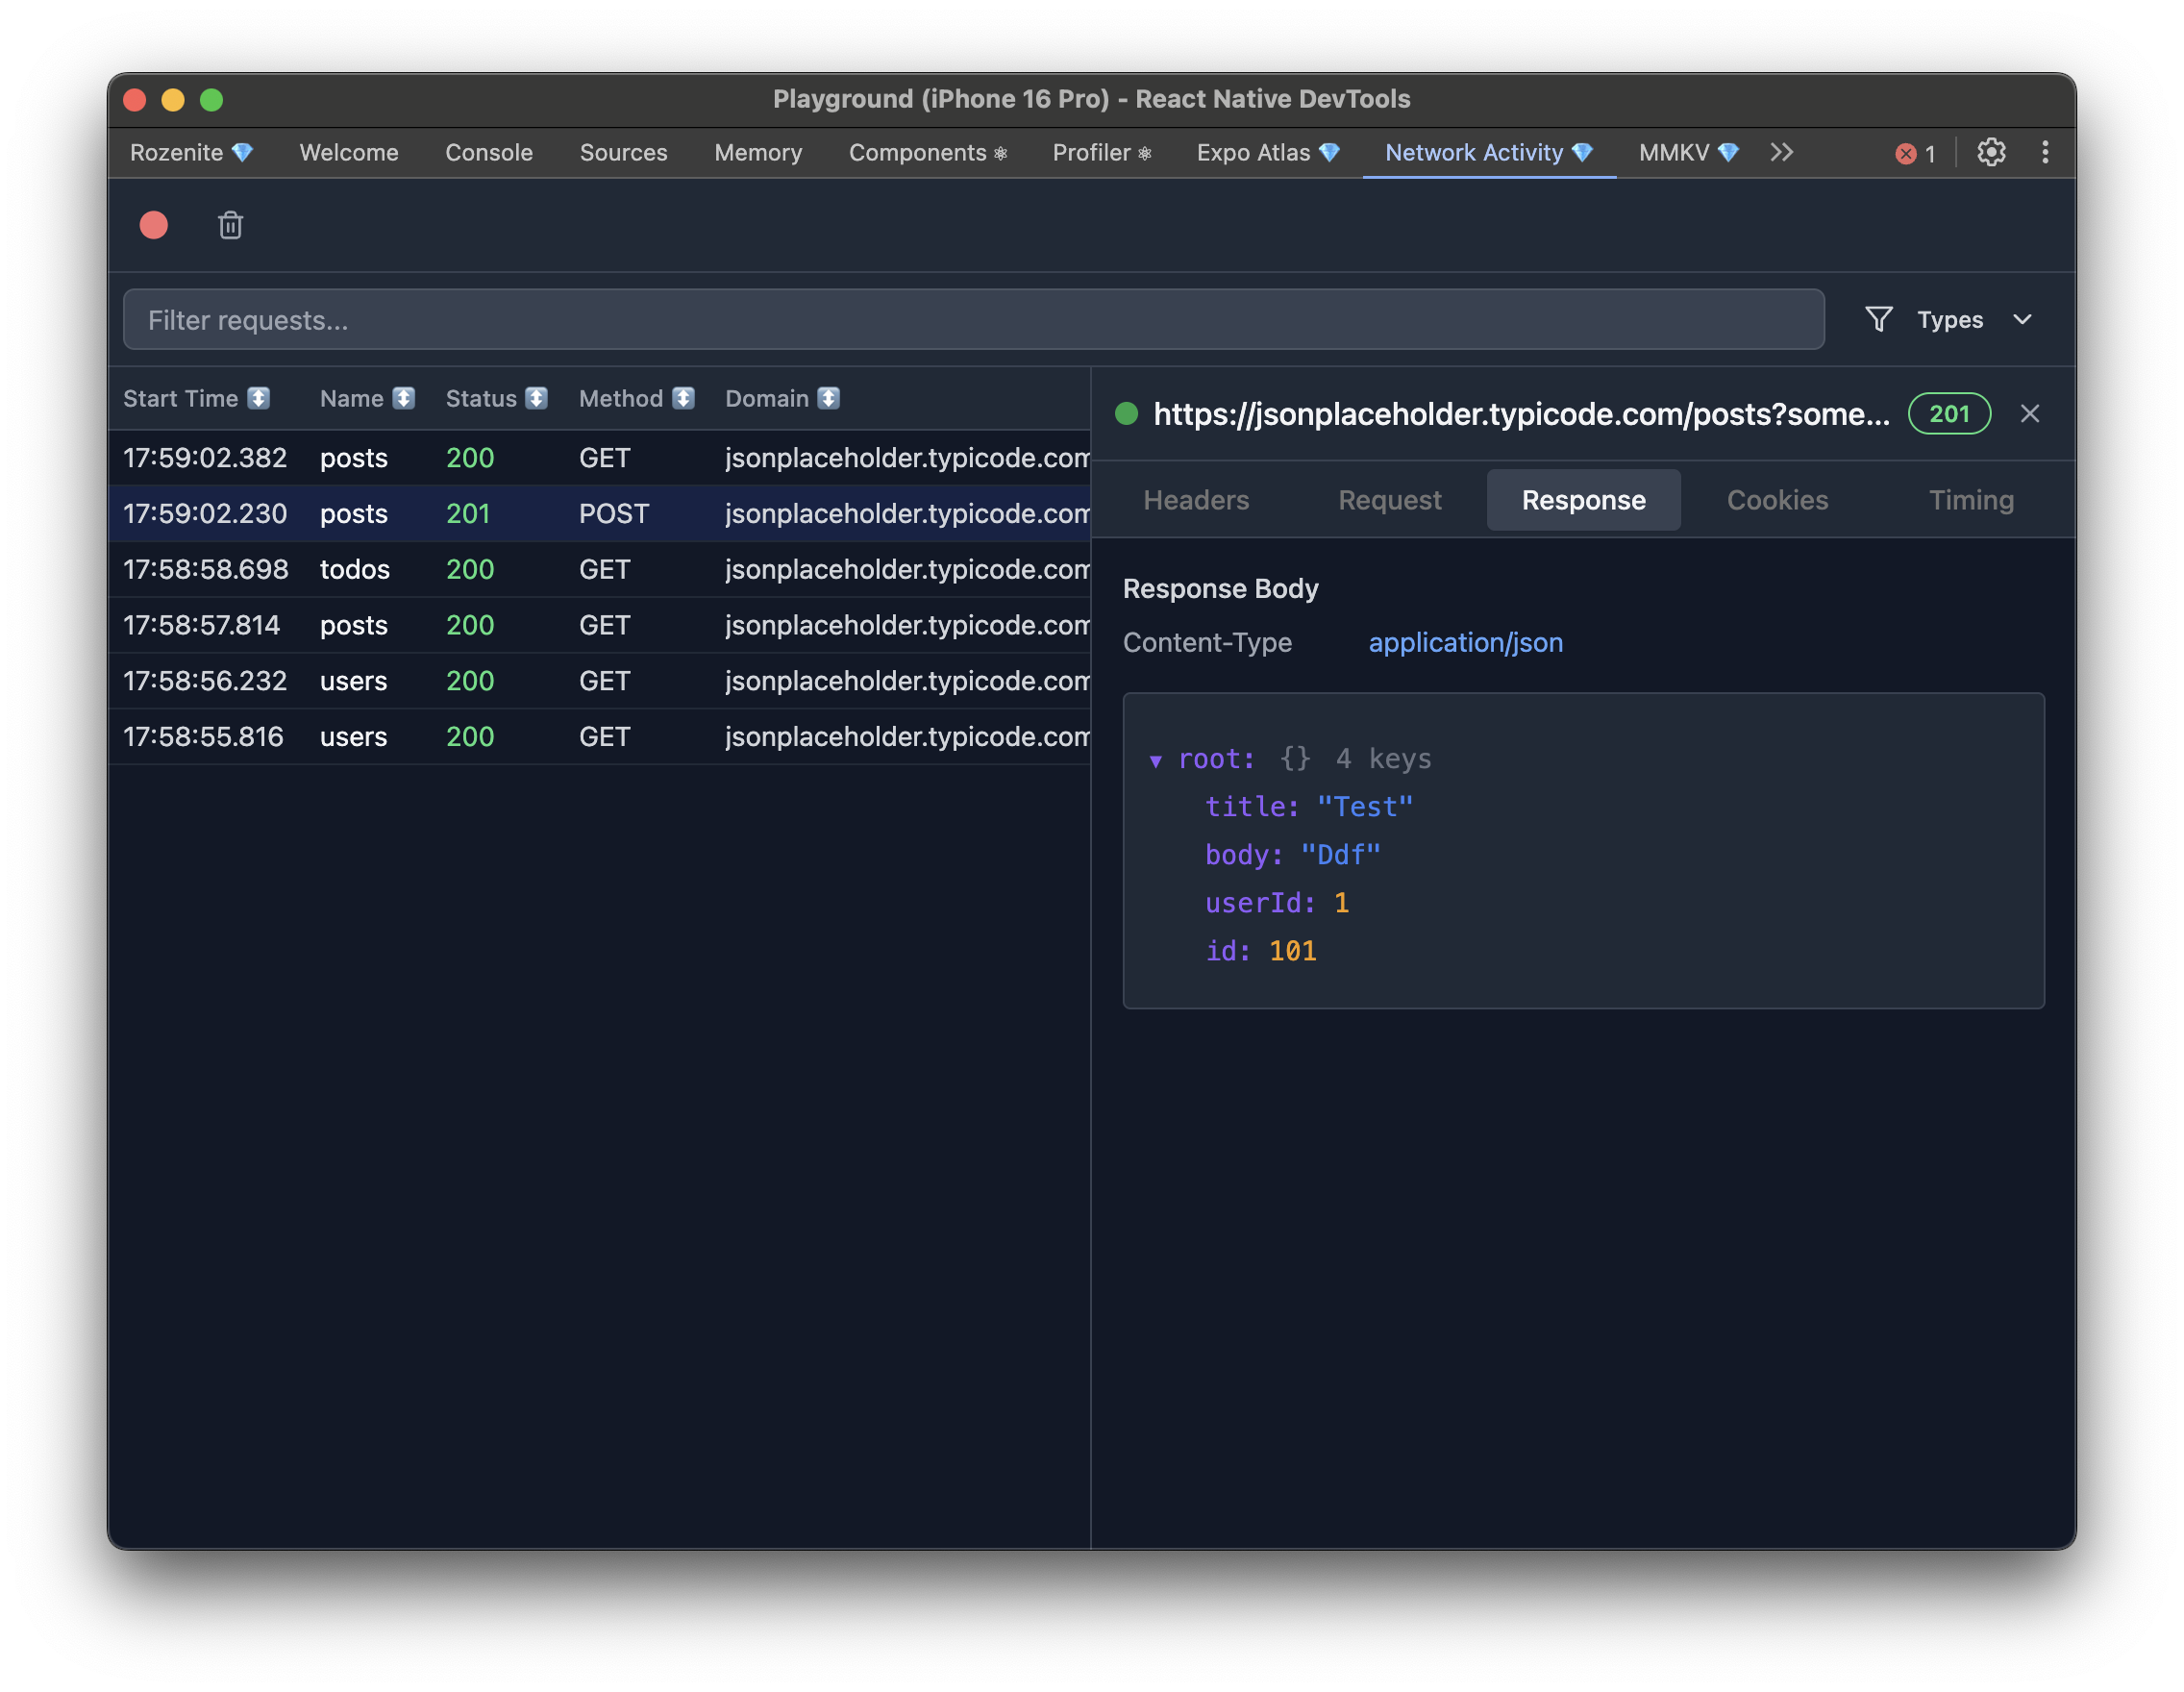 Playground (iPhone 16 Pro) - React Native DevTools
Rozenite 💎 Welcome Console Sources Memory Components ⚛ Profiler ⚛ Expo Atlas 💎 Network Activity 💎 MMKV 💎 1
Filter requests...
Types
Start Time Name Status Method Domain
17:59:02.382 posts 200 GET jsonplaceholder.typicode.com
17:59:02.230 posts 201 POST jsonplaceholder.typicode.com
17:58:58.698 todos 200 GET jsonplaceholder.typicode.com
17:58:57.814 posts 200 GET jsonplaceholder.typicode.com
17:58:56.232 users 200 GET jsonplaceholder.typicode.com
17:58:55.816 users 200 GET jsonplaceholder.typicode.com
https://jsonplaceholder.typicode.com/posts?some... 201
Headers Request Response Cookies Timing
Response Body
Content-Type application/json
▼ root: {} 4 keys
title: "Test"
body: "Ddf"
userId: 1
id: 101